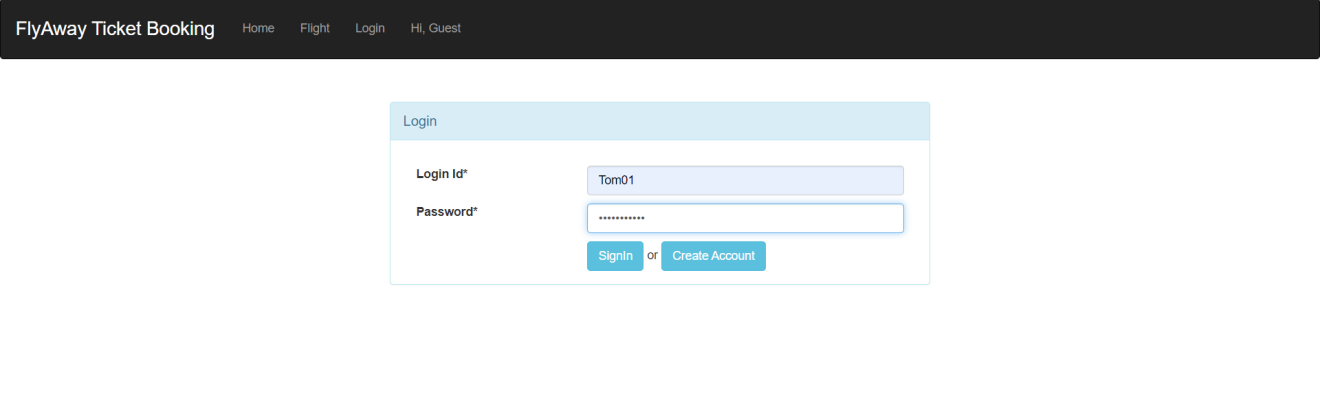 FlyAway Ticket Booking Home Flight Login Hi, Guest
Login
Login Id* Tom01
Password* •••••••••••
SignIn or Create Account